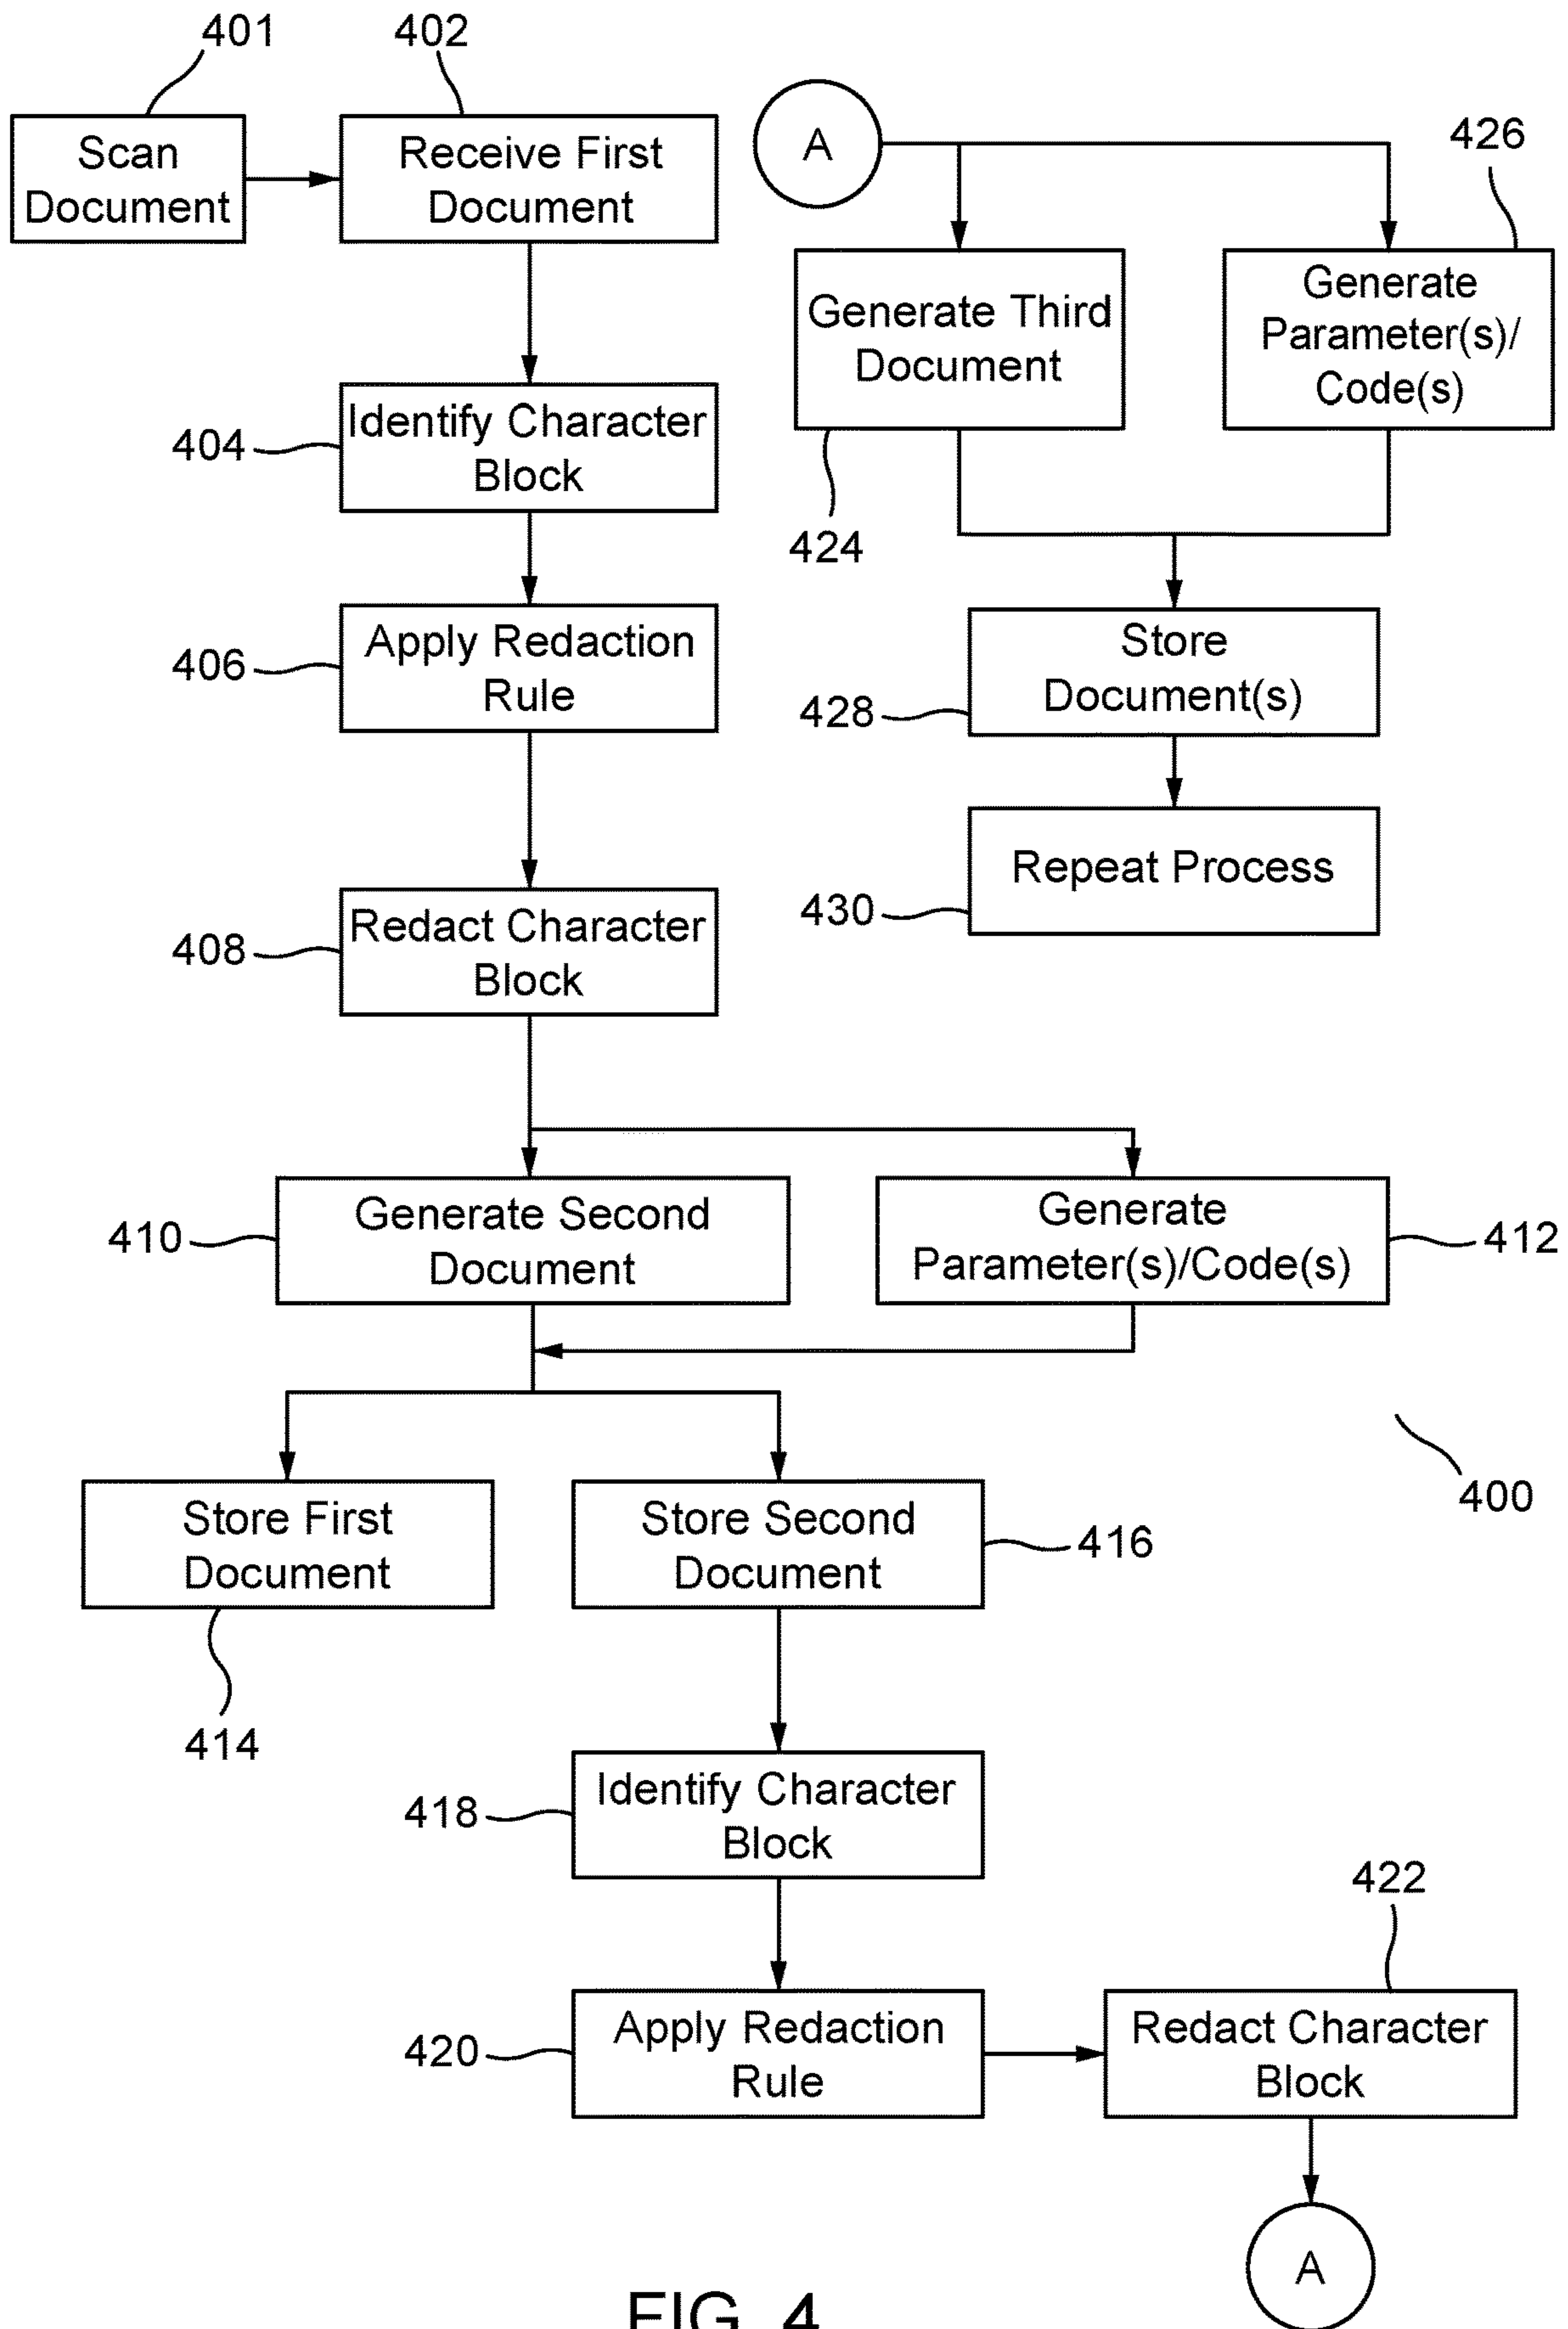 401
402
Scan
Document
Receive First
Document
404
Identify Character
Block
406
Apply Redaction
Rule
408
Redact Character
Block
410
Generate Second
Document
Generate
Parameter(s)/Code(s)
412
Store First
Document
414
Store Second
Document
416
400
418
Identify Character
Block
420
Apply Redaction
Rule
422
Redact Character
Block
A
A
426
Generate Third
Document
424
Generate
Parameter(s)/
Code(s)
Store
Document(s)
428
Repeat Process
430
FIG. 4